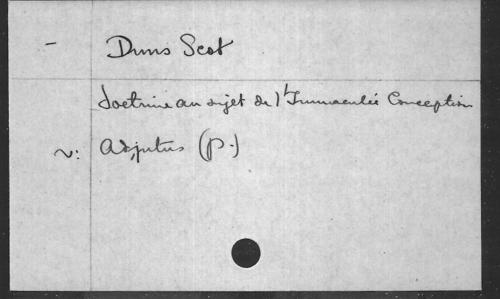 — Duns Scot
doctrine au sujet de l'Immaculée Conception
v: Adjutus (p.)